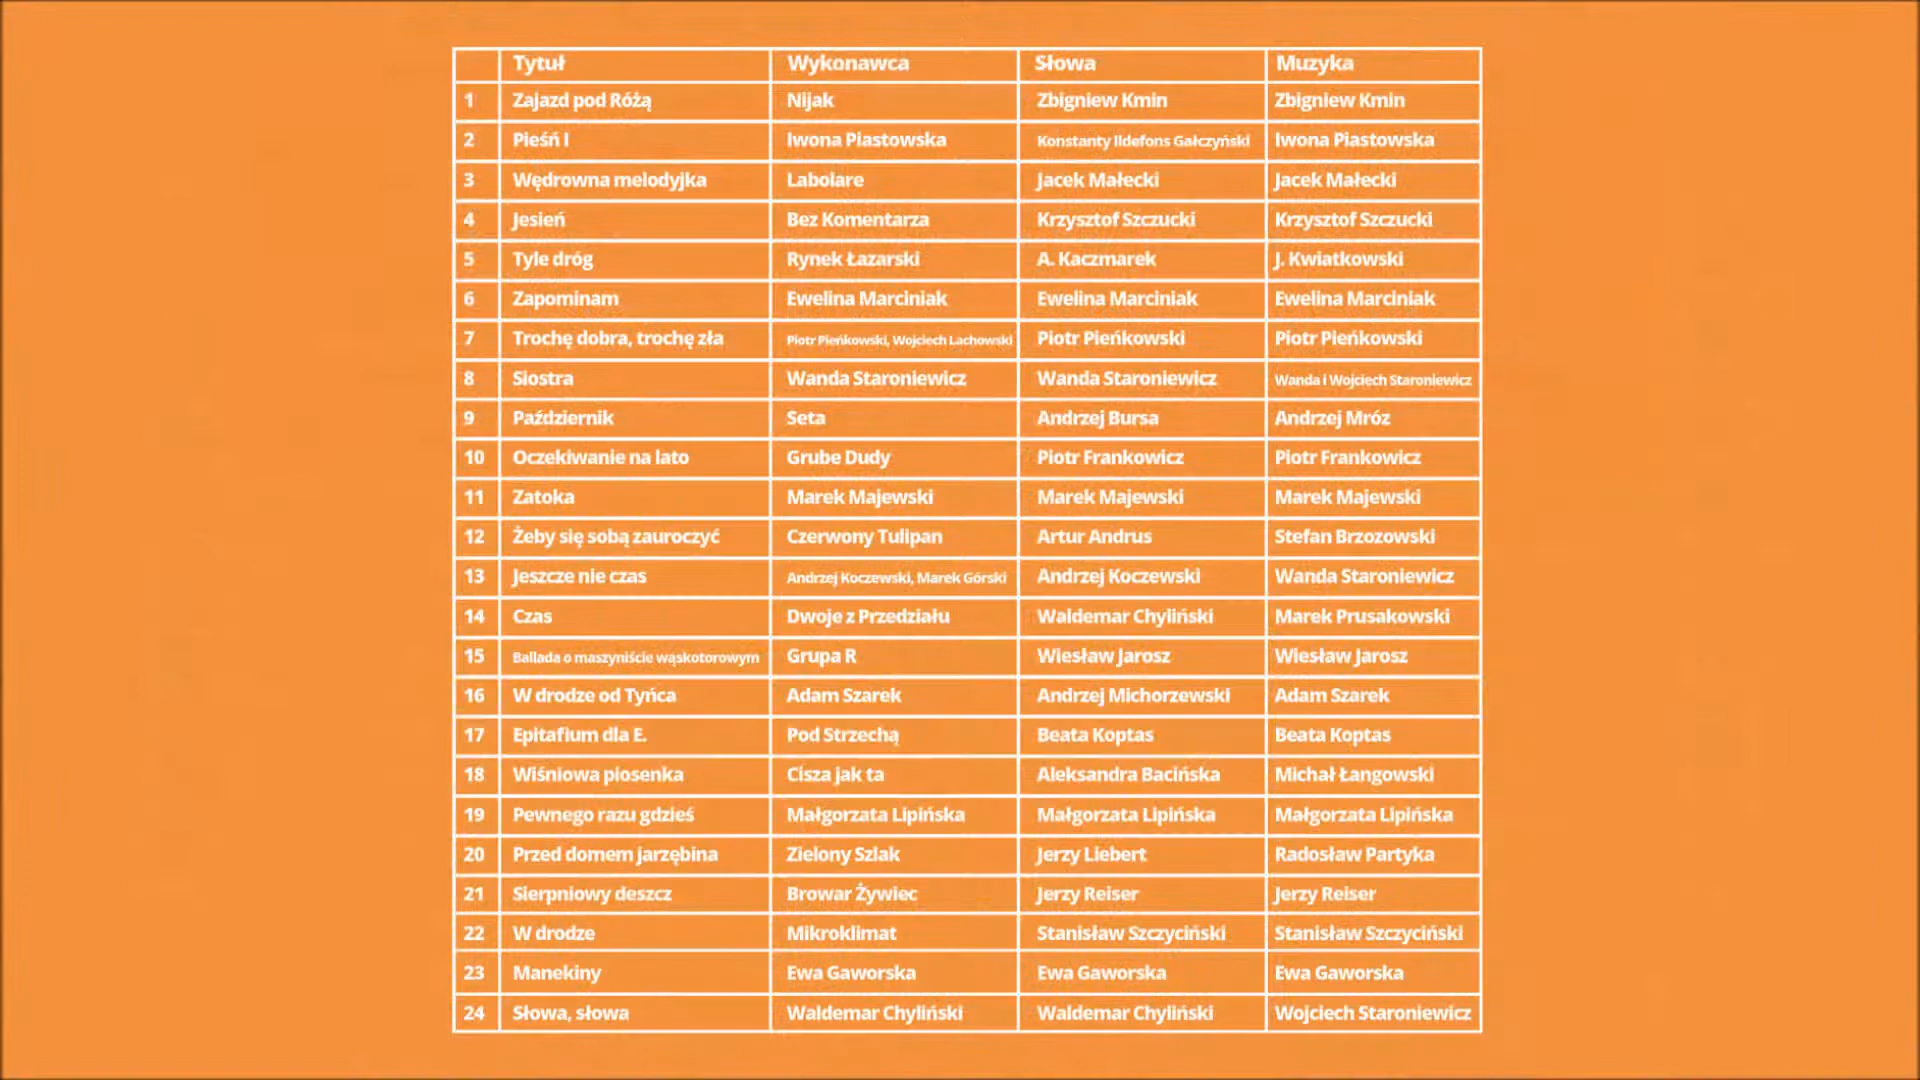 Tytuł Wykonawca Słowa Muzyka
1 Zajazd pod Różą Nijak Zbigniew Kmin Zbigniew Kmin
2 Pieśń I Iwona Piastowska Konstanty Ildefons Gałczyński Iwona Piastowska
3 Wędrowna melodyjka Labolare Jacek Małecki Jacek Małecki
4 Jesień Bez Komentarza Krzysztof Szczucki Krzysztof Szczucki
5 Tyle dróg Rynek Łazarski A. Kaczmarek J. Kwiatkowski
6 Zapominam Ewelina Marciniak Ewelina Marciniak Ewelina Marciniak
7 Trochę dobra, trochę zła Piotr Pieńkowski, Wojciech Lachowski Piotr Pieńkowski Piotr Pieńkowski
8 Siostra Wanda Staroniewicz Wanda Staroniewicz Wanda i Wojciech Staroniewicz
9 Październik Seta Andrzej Bursa Andrzej Mróz
10 Oczekiwanie na lato Grube Dudy Piotr Frankowicz Piotr Frankowicz
11 Zatoka Marek Majewski Marek Majewski Marek Majewski
12 Żeby się sobą zauroczyć Czerwony Tulipan Artur Andrus Stefan Brzozowski
13 Jeszcze nie czas Andrzej Koczewski, Marek Górski Andrzej Koczewski Wanda Staroniewicz
14 Czas Dwoje z Przedziału Waldemar Chyliński Marek Prusakowski
15 Ballada o maszyniście wąskotorowym Grupa R Wiesław Jarosz Wiesław Jarosz
16 W drodze od Tyńca Adam Szarek Andrzej Michorzewski Adam Szarek
17 Epitafium dla E. Pod Strzechą Beata Koptas Beata Koptas
18 Wiśniowa piosenka Cisza jak ta Aleksandra Bacińska Michał Łangowski
19 Pewnego razu gdzieś Małgorzata Lipińska Małgorzata Lipińska Małgorzata Lipińska
20 Przed domem jarzębina Zielony Szlak Jerzy Liebert Radosław Partyka
21 Sierpniowy deszcz Browar Żywiec Jerzy Reiser Jerzy Reiser
22 W drodze Mikroklimat Stanisław Szczyciński Stanisław Szczyciński
23 Manekiny Ewa Gaworska Ewa Gaworska Ewa Gaworska
24 Słowa, słowa Waldemar Chyliński Waldemar Chyliński Wojciech Staroniewicz